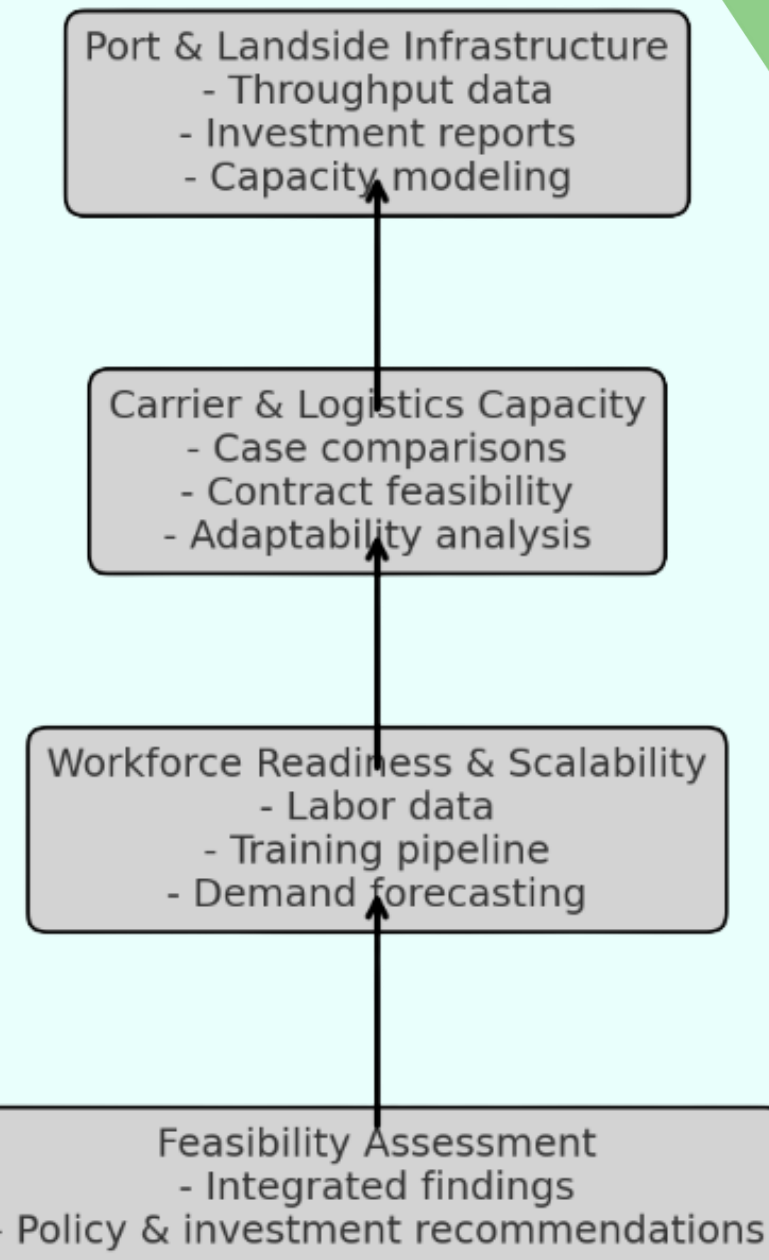 Port & Landside Infrastructure
- Throughput data
- Investment reports
- Capacity modeling
Carrier & Logistics Capacity
- Case comparisons
- Contract feasibility
- Adaptability analysis
Workforce Readiness & Scalability
- Labor data
- Training pipeline
- Demand forecasting
Feasibility Assessment
- Integrated findings
- Policy & investment recommendations